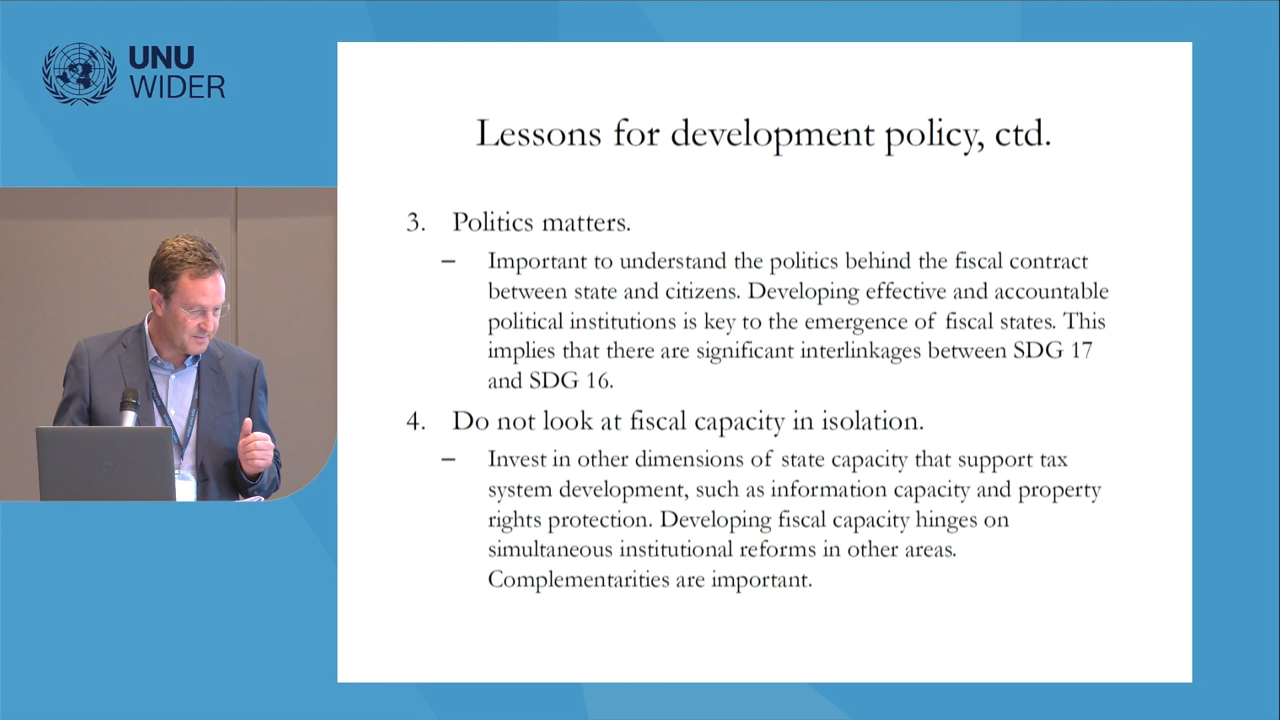 UNU
WIDER
Lessons for development policy, ctd.
3. Politics matters.
– Important to understand the politics behind the fiscal contract
between state and citizens. Developing effective and accountable
political institutions is key to the emergence of fiscal states. This
implies that there are significant interlinkages between SDG 17
and SDG 16.
4. Do not look at fiscal capacity in isolation.
– Invest in other dimensions of state capacity that support tax
system development, such as information capacity and property
rights protection. Developing fiscal capacity hinges on
simultaneous institutional reforms in other areas.
Complementarities are important.